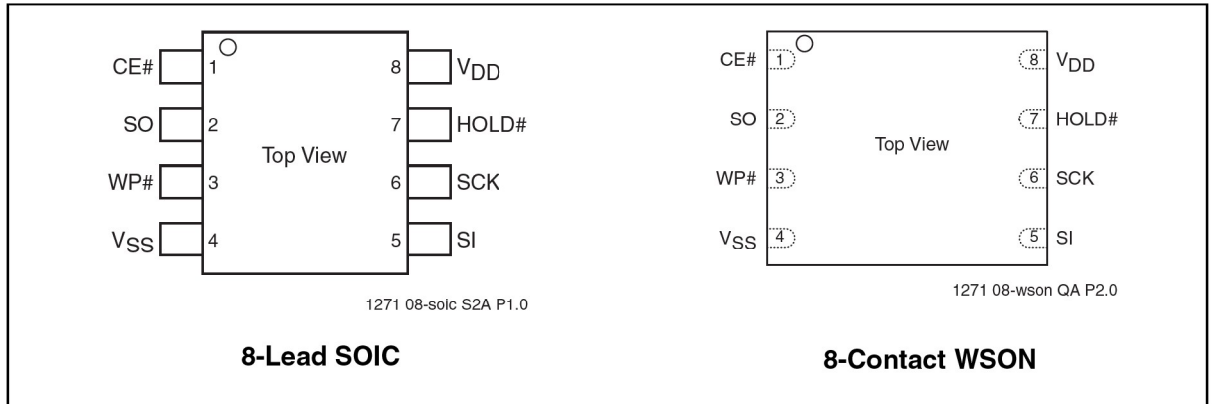 CE# 1 8 VDD
SO 2 7 HOLD#
Top View
WP# 3 6 SCK
VSS 4 5 SI
1271 08-soic S2A P1.0
8-Lead SOIC
CE# 1 8 VDD
SO 2 7 HOLD#
Top View
WP# 3 6 SCK
VSS 4 5 SI
1271 08-wson QA P2.0
8-Contact WSON